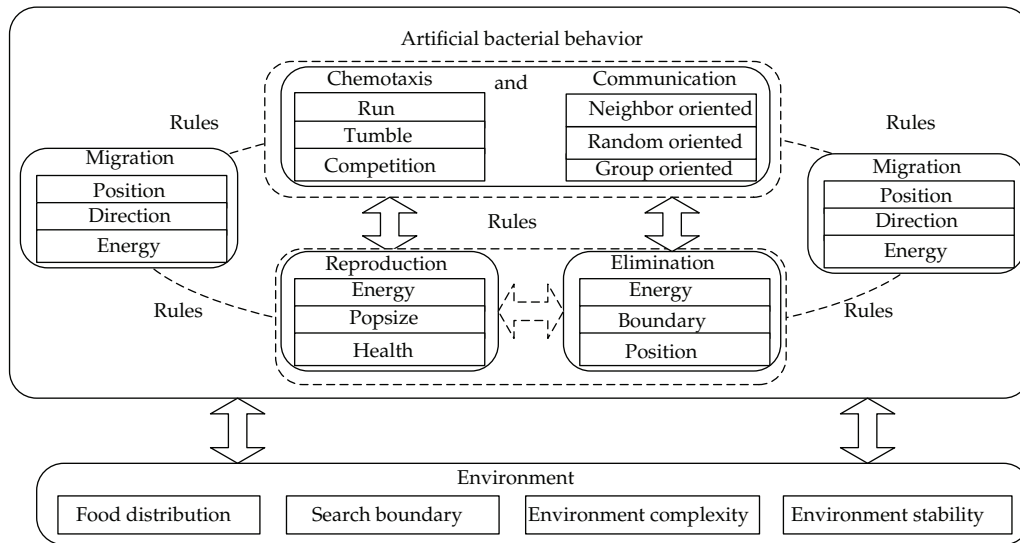 Artificial bacterial behavior
Chemotaxis and Communication
Run
Tumble
Competition
Neighbor oriented
Random oriented
Group oriented
Rules
Rules
Migration
Position
Direction
Energy
Migration
Position
Direction
Energy
Rules
Reproduction
Energy
Popsize
Health
Elimination
Energy
Boundary
Position
Rules
Rules
Environment
Food distribution
Search boundary
Environment complexity
Environment stability